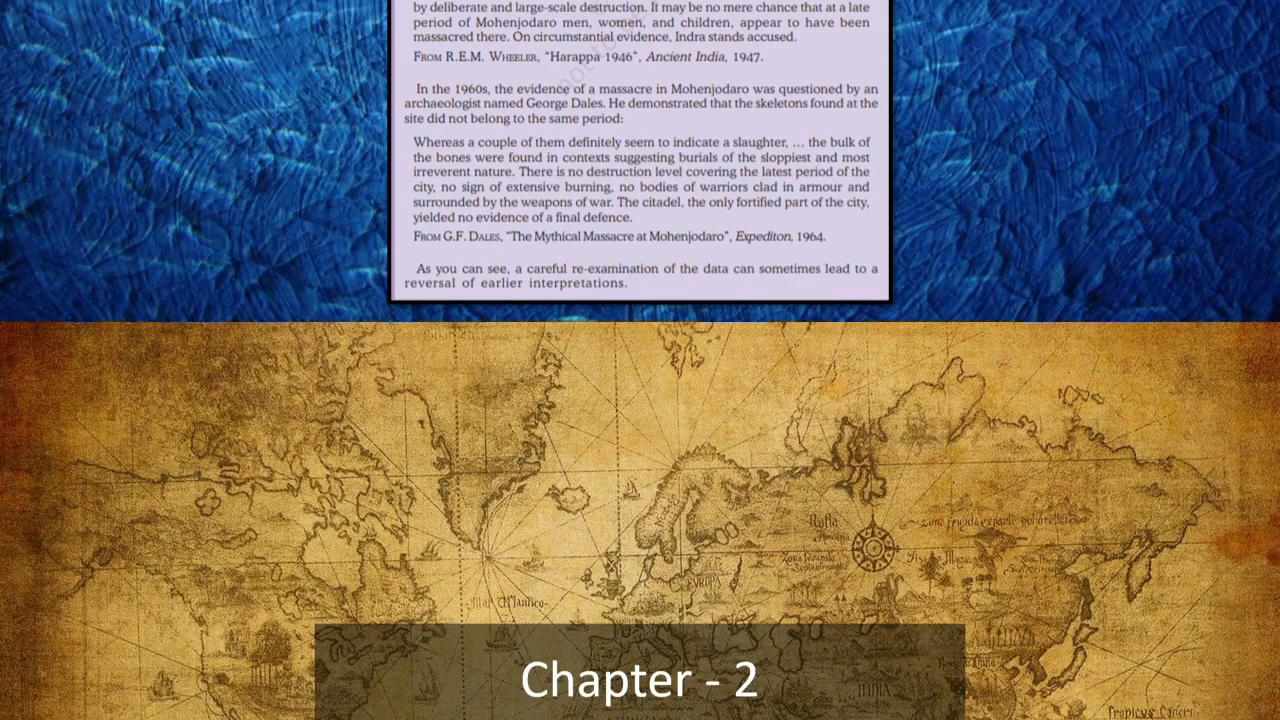 by deliberate and large-scale destruction. It may be no mere chance that at a late
period of Mohenjodaro men, women, and children, appear to have been
massacred there. On circumstantial evidence, Indra stands accused.
FROM R.E.M. WHEELER, "Harappa 1946", Ancient India, 1947.
In the 1960s, the evidence of a massacre in Mohenjodaro was questioned by an
archaeologist named George Dales. He demonstrated that the skeletons found at the
site did not belong to the same period:
Whereas a couple of them definitely seem to indicate a slaughter, ... the bulk of
the bones were found in contexts suggesting burials of the sloppiest and most
irreverent nature. There is no destruction level covering the latest period of the
city, no sign of extensive burning, no bodies of warriors clad in armour and
surrounded by the weapons of war. The citadel, the only fortified part of the city,
yielded no evidence of a final defence.
FROM G.F. DALES, "The Mythical Massacre at Mohenjodaro", Expediton, 1964.
As you can see, a careful re-examination of the data can sometimes lead to a
reversal of earlier interpretations.
EVROPA
INDIA
Chapter - 2